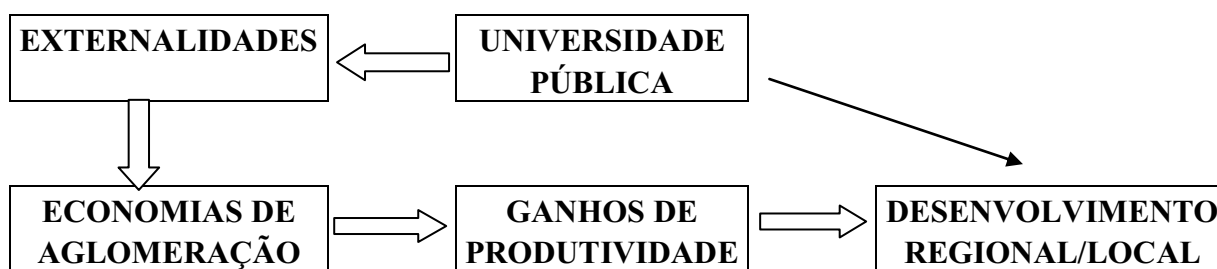 EXTERNALIDADES
UNIVERSIDADE
PÚBLICA
ECONOMIAS DE
AGLOMERAÇÃO
GANHOS DE
PRODUTIVIDADE
DESENVOLVIMENTO
REGIONAL/LOCAL